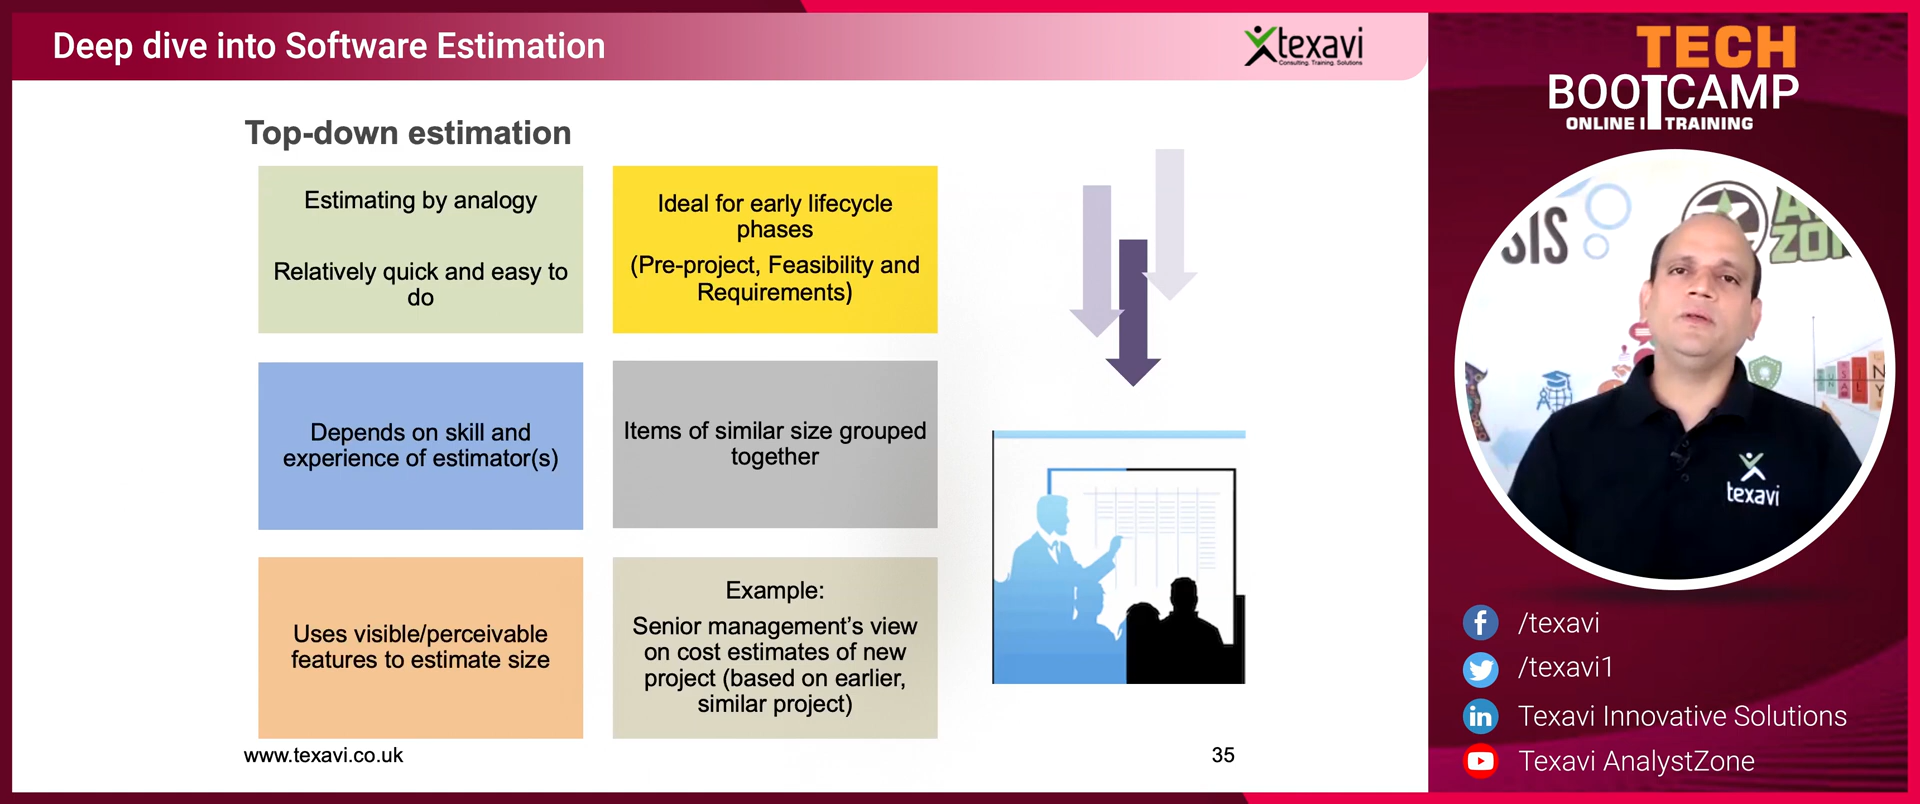 Deep dive into Software Estimation
texavi
Consulting. Training. Solutions
Top-down estimation
Estimating by analogy
Relatively quick and easy to
do
Ideal for early lifecycle
phases
(Pre-project, Feasibility and
Requirements)
Depends on skill and
experience of estimator(s)
Items of similar size grouped
together
Uses visible/perceivable
features to estimate size
Example:
Senior management’s view
on cost estimates of new
project (based on earlier,
similar project)
www.texavi.co.uk
35
TECH
BOOTCAMP
ONLINE IT TRAINING
SIS
texavi
/texavi
/texavi1
Texavi Innovative Solutions
Texavi AnalystZone